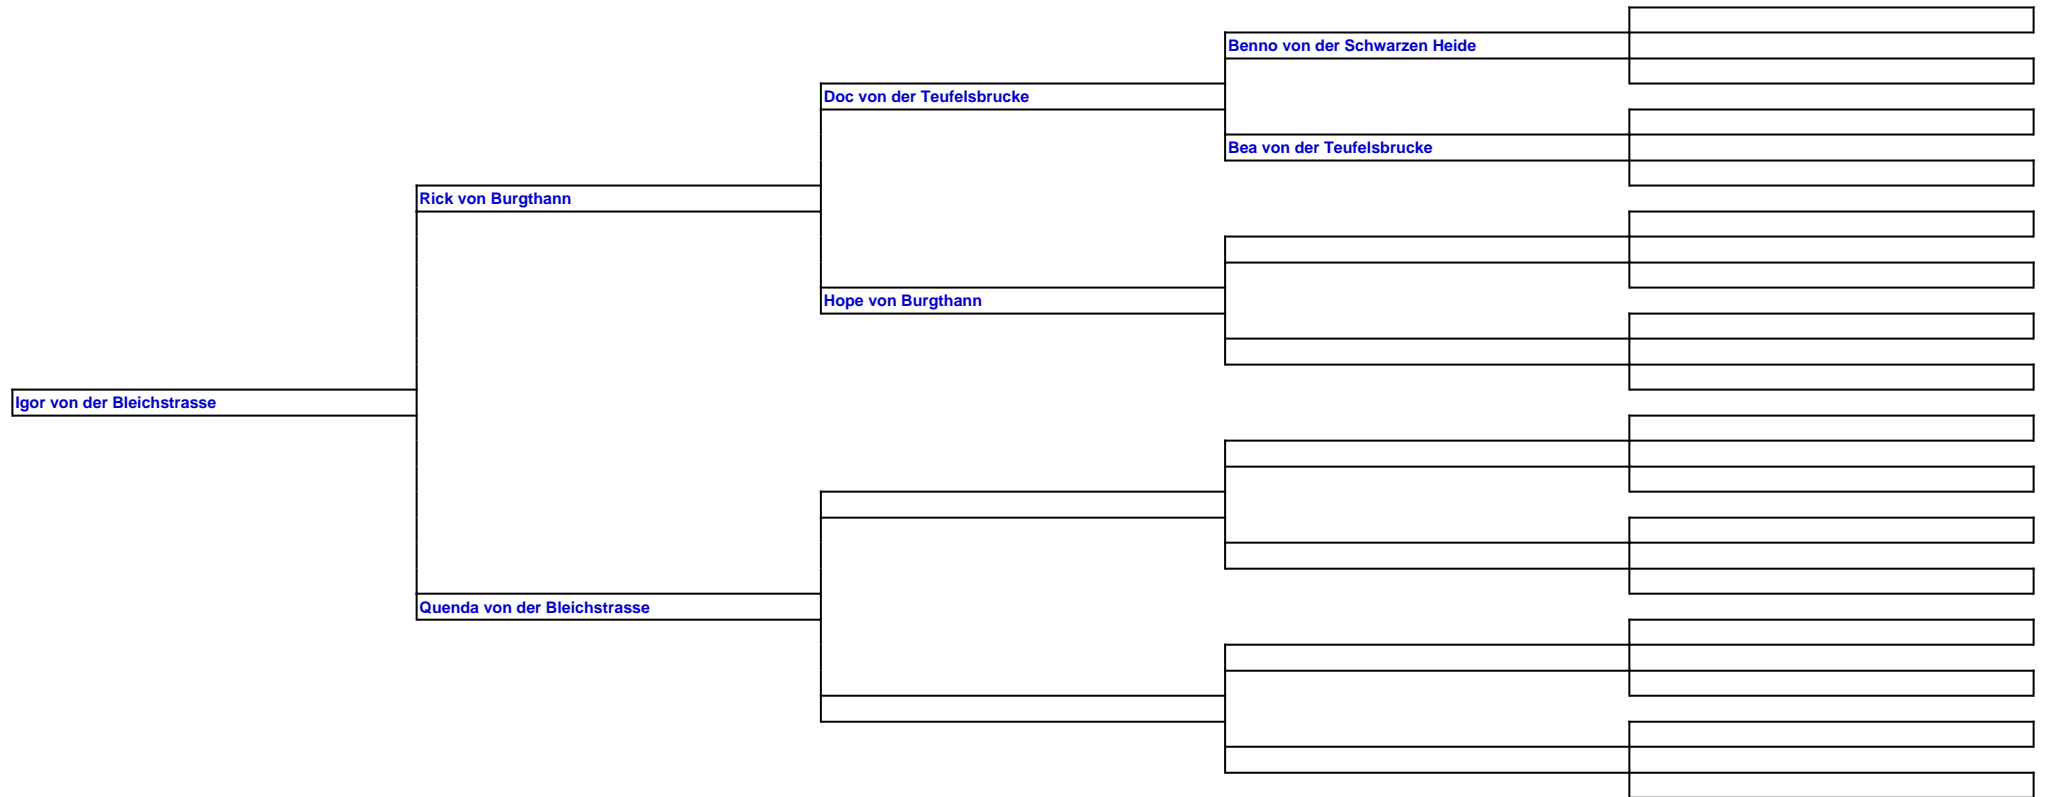 Benno von der Schwarzen Heide
Doc von der Teufelsbrucke
Bea von der Teufelsbrucke
Rick von Burgthann
Hope von Burgthann
Igor von der Bleichstrasse
Quenda von der Bleichstrasse